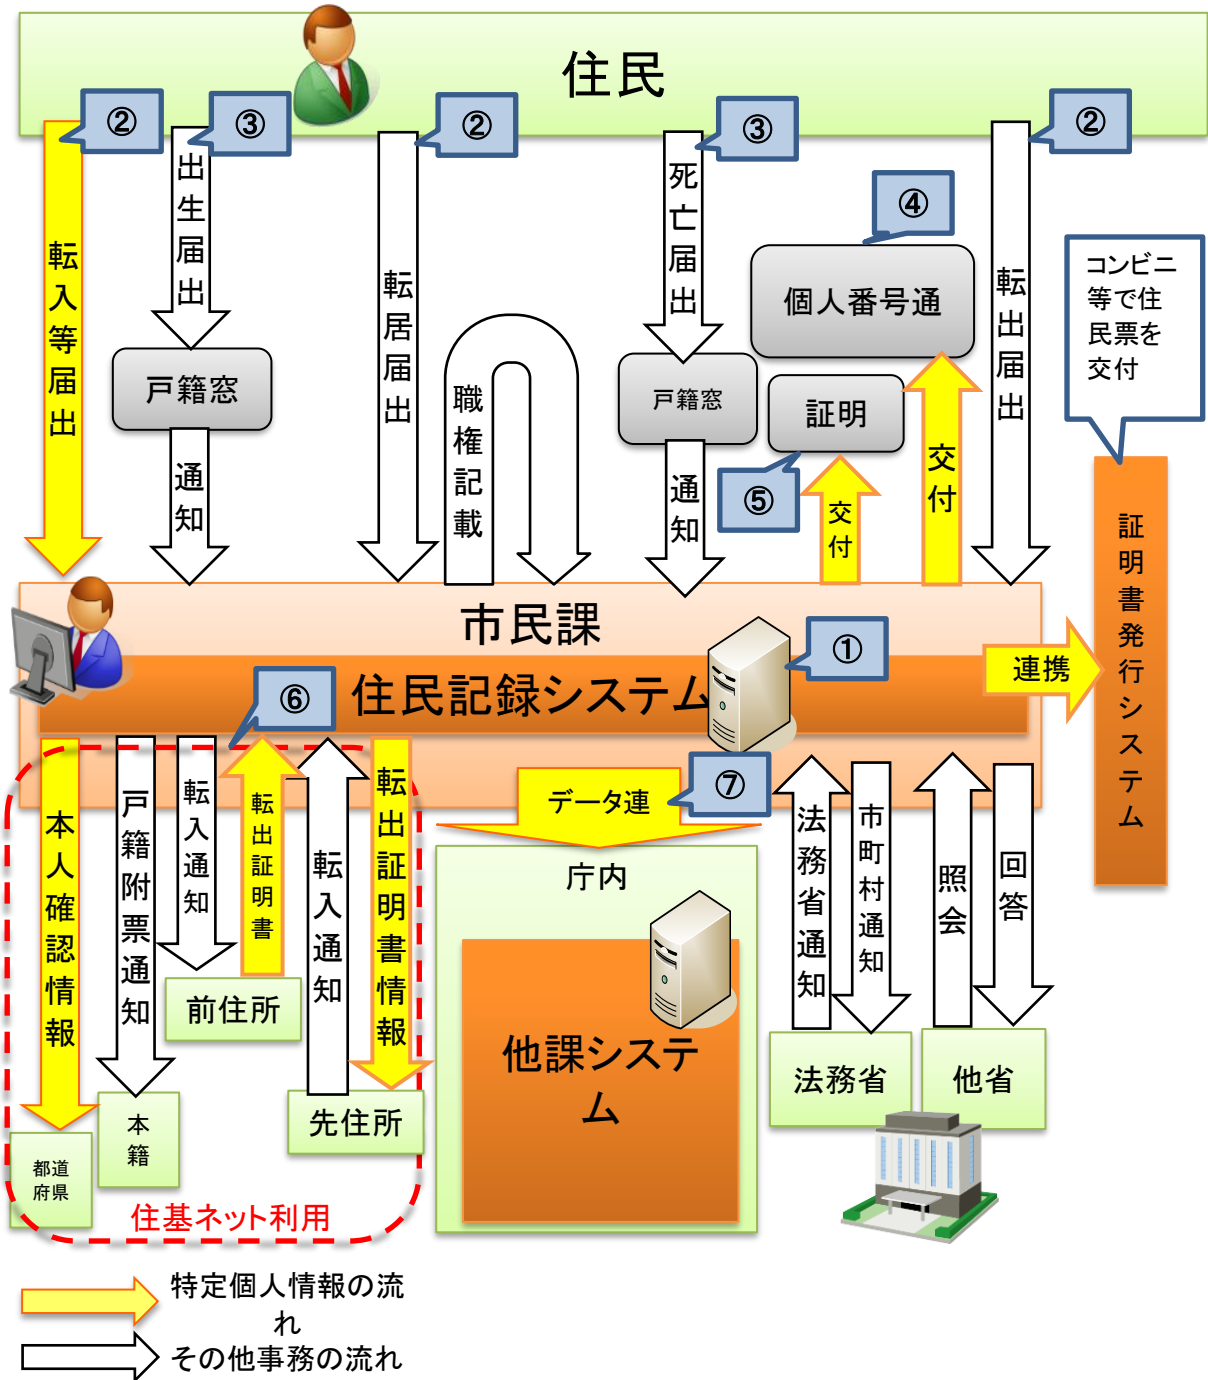 住民
②
③
②
③
②
転入等届出
出生届出
転居届出
死亡届出
④
転出届出
個人番号通
コンビニ
等で住
民票を
交付
戸籍窓
職権記載
戸籍窓
証明
交付
通知
通知
⑤
交付
証明書発行システム
市民課
①
連携
住民記録システム
⑥
⑦
データ連
本人確認情報
戸籍附票通知
転入通知
転出証明書
転入通知
転出証明書情報
法務省通知
市町村通知
照会
回答
庁内
前住所
他課システ
ム
法務省
他省
本
籍
先住所
都道
府県
住基ネット利用
特定個人情報の流
れ
その他事務の流れ